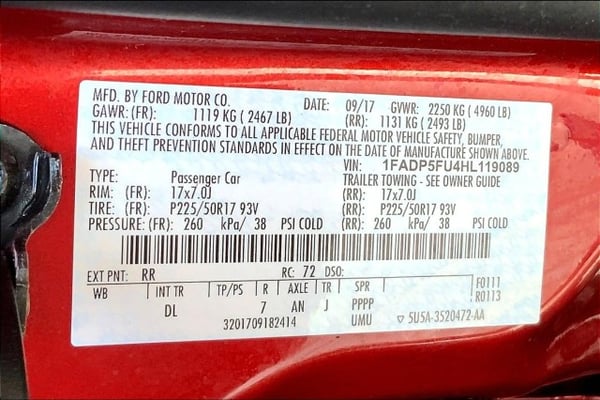 MFD. BY FORD MOTOR CO. DATE: 09/17 GVWR: 2250 KG ( 4960 LB)
GAWR: (FR): 1119 KG ( 2467 LB) (RR): 1131 KG ( 2493 LB)
THIS VEHICLE CONFORMS TO ALL APPLICABLE FEDERAL MOTOR VEHICLE SAFETY, BUMPER,
AND THEFT PREVENTION STANDARDS IN EFFECT ON THE DATE OF MANUFACTURE SHOWN ABOVE.
VIN: 1FADP5FU4HL119089
TYPE: Passenger Car TRAILER TOWING - SEE OWNER GUIDE
RIM: (FR): 17x7.0J (RR): 17x7.0J
TIRE: (FR): P225/50R17 93V (RR): P225/50R17 93V
PRESSURE: (FR): 260 kPa/ 38 PSI COLD (RR): 260 kPa/ 38 PSI COLD
EXT PNT: RR RC: 72 DSO: F0111
WB INT TR TP/PS R AXLE TR SPR R0113
DL 7 AN J PPPP
3201709182414 UMU ▽ 5U5A-3520472-AA